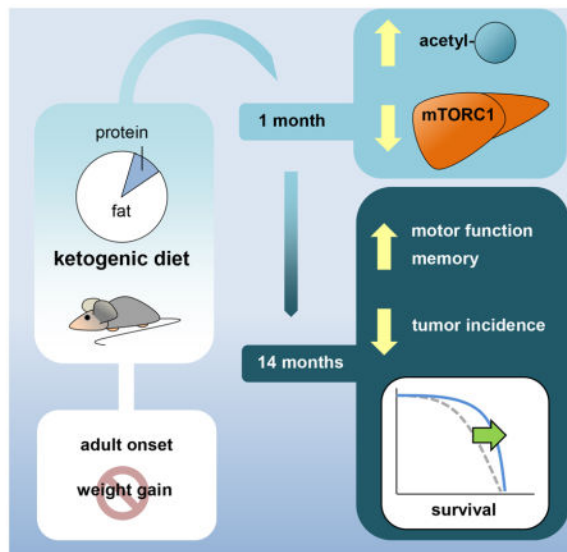 protein
fat
ketogenic diet
adult onset
weight gain
1 month
acetyl-
mTORC1
14 months
motor function
memory
tumor incidence
survival